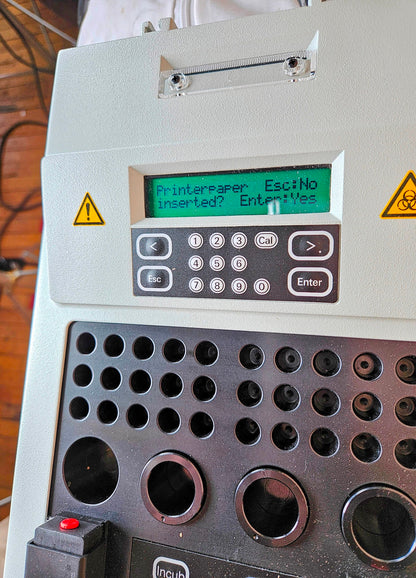 Printerpaper Esc:No
inserted? Enter:Yes
< 1 2 3 Cal >
4 5 6
Esc 7 8 9 0 Enter
Incub